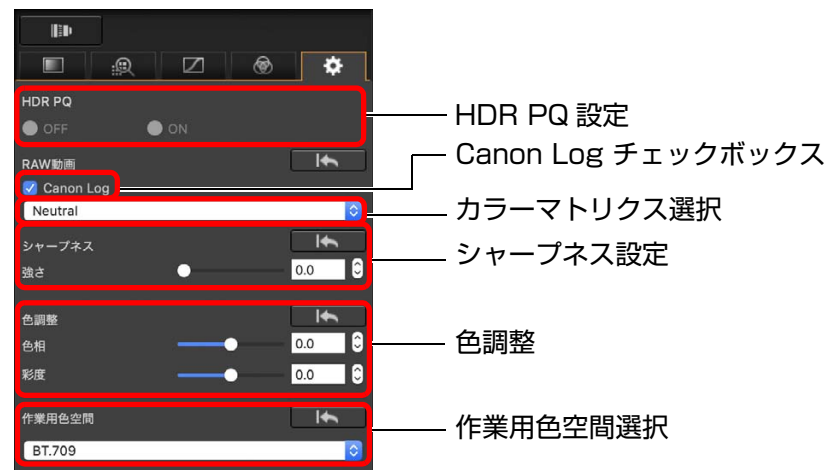 HDR PQ
OFF ON
RAW動画
Canon Log
Neutral
シャープネス
強さ 0.0
色調整
色相 0.0
彩度 0.0
作業用色空間
BT.709
HDR PQ 設定
Canon Log チェックボックス
カラーマトリクス選択
シャープネス設定
色調整
作業用色空間選択